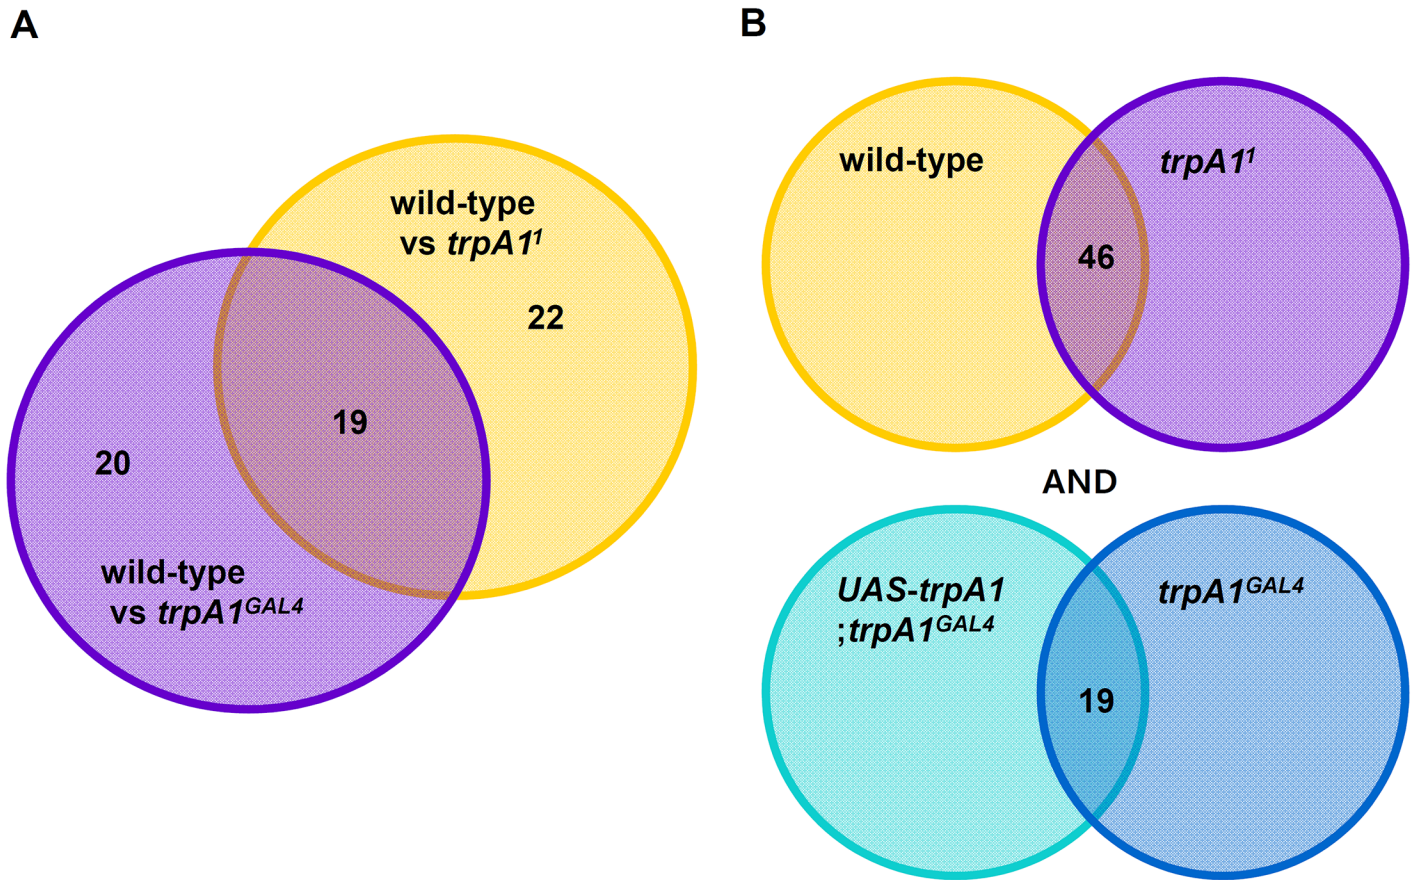 A
wild-type
vs trpA1¹
22
19
20
wild-type
vs trpA1ᴳᴬᴸ⁴
B
wild-type
trpA1¹
46
AND
UAS-trpA1
;trpA1ᴳᴬᴸ⁴
trpA1ᴳᴬᴸ⁴
19